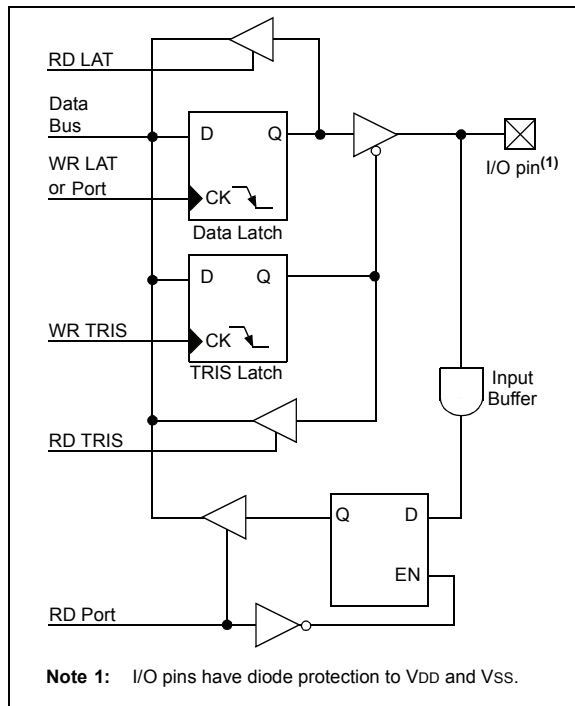 RD LAT
Data
Bus
D Q
WR LAT
or Port
CK
I/O pin(1)
Data Latch
D Q
WR TRIS
CK
TRIS Latch
Input
Buffer
RD TRIS
Q D
EN
RD Port
Note 1: I/O pins have diode protection to VDD and VSS.